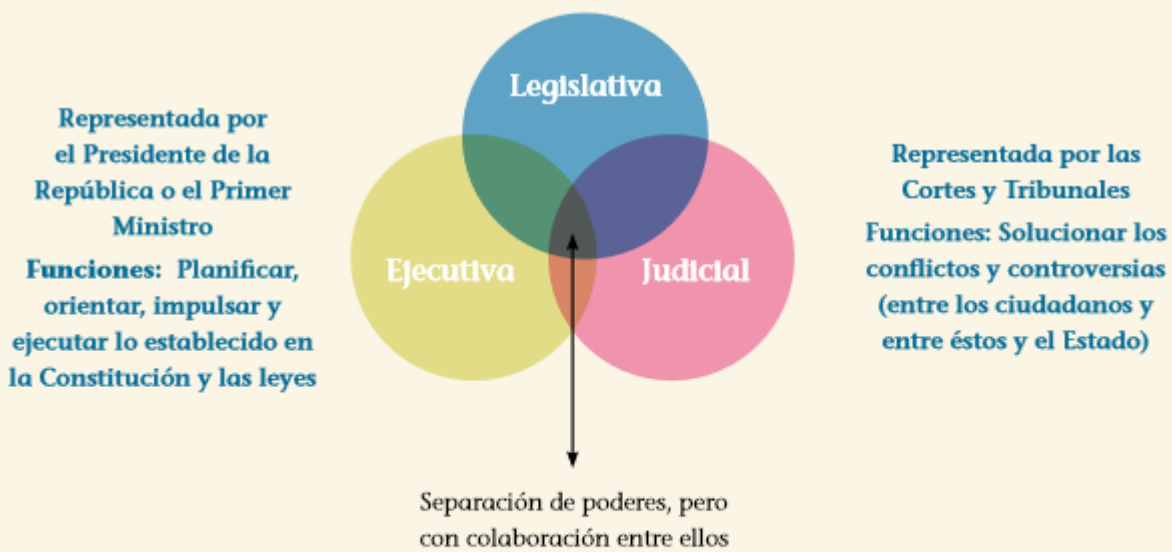 Legislativa
Representada por
el Presidente de la
República o el Primer
Ministro
Funciones: Planificar,
orientar, impulsar y
ejecutar lo establecido en
la Constitución y las leyes
Ejecutiva
Judicial
Representada por las
Cortes y Tribunales
Funciones: Solucionar los
conflictos y controversias
(entre los ciudadanos y
entre éstos y el Estado)
Separación de poderes, pero
con colaboración entre ellos